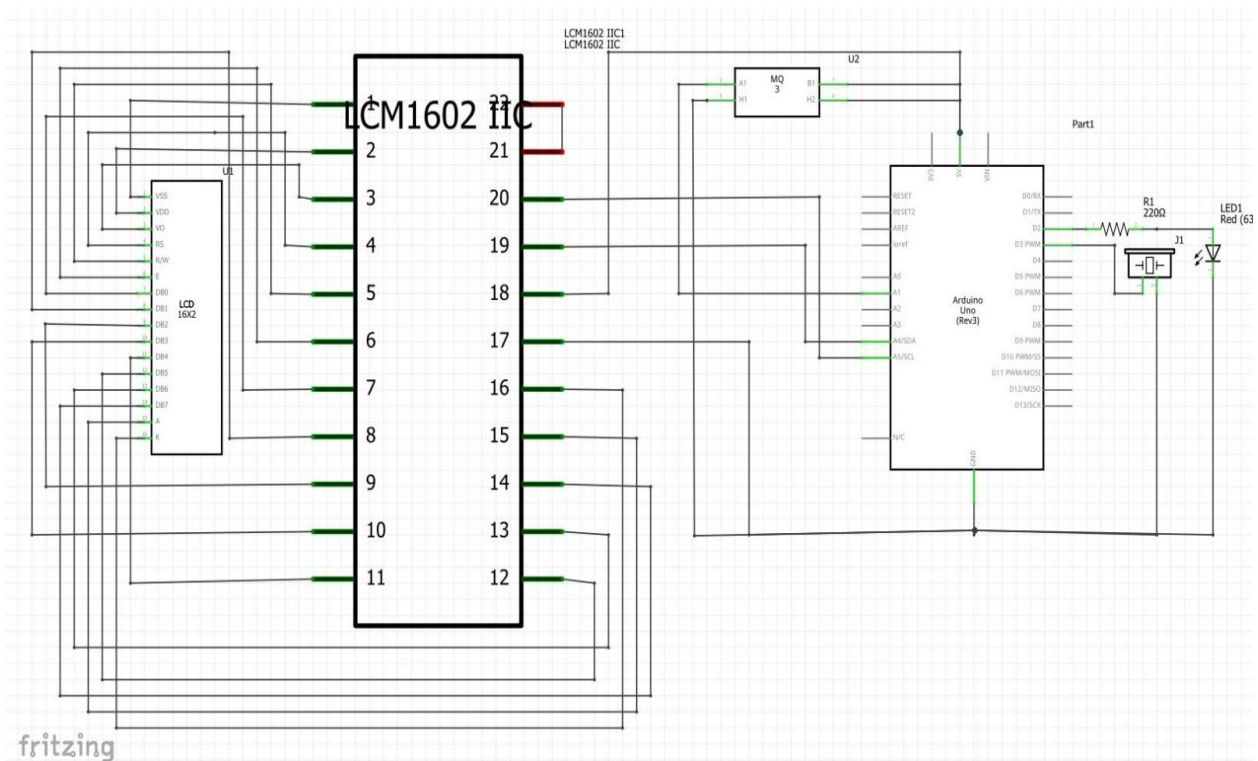 LCM1602 IIC1
LCM1602 IIC
U2
MQ
3
A1
H1
B1
H2
Part1
U1
LCM1602 IIC
1
2
3
4
5
6
7
8
9
10
11
22
21
20
19
18
17
16
15
14
13
12
VSS
VDD
VO
RS
R/W
E
DB0
DB1
DB2
DB3
DB4
DB5
DB6
DB7
A
K
LCD
16X2
3V3
5V
VIN
RESET
RESET2
AREF
ioref
A0
A1
A2
A3
A4/SDA
A5/SCL
N/C
Arduino
Uno
(Rev3)
D0/RX
D1/TX
D2
D3 PWM
D4
D5 PWM
D6 PWM
D7
D8
D9 PWM
D10 PWM/SS
D11 PWM/MOSI
D12/MISO
D13/SCK
GND
R1
220Ω
J1
LED1
Red (63
fritzing